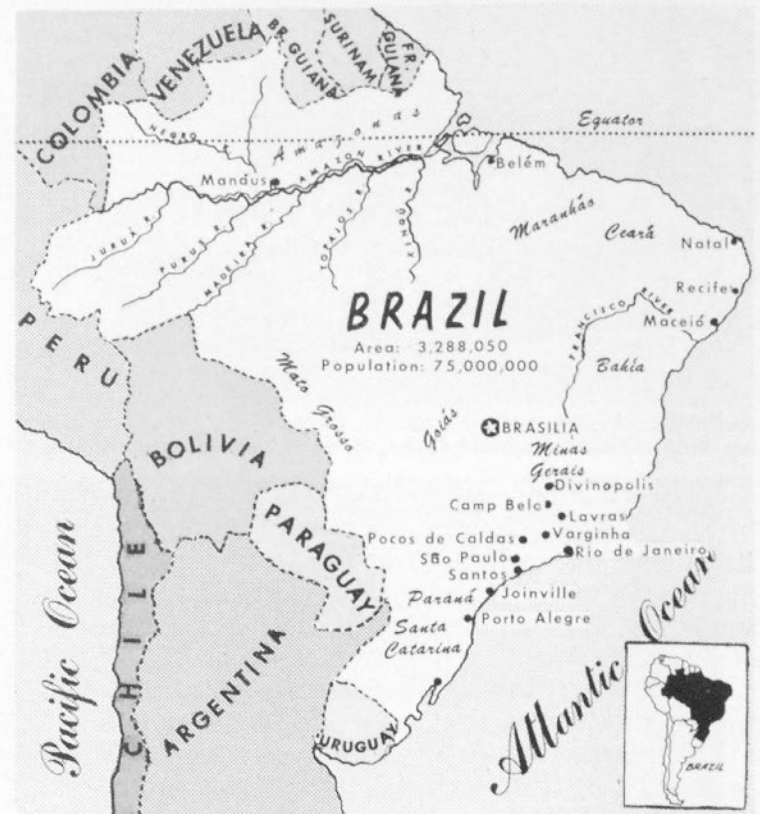 COLOMBIA
VENEZUELA
BR. GUIANA
SURINAM
FR. GUIANA
Equator
NEGRO R.
Amazonas
AMAZON RIVER
Manáus
Belém
JURUÁ R.
PURUS R.
MADEIRA R.
TOPAJOS R.
XINGÚ R.
Maranhão
Ceará
Natal
Recife
Maceió
FRANCISCO RIVER
BRAZIL
Area: 3,288,050
Population: 75,000,000
PERU
Mato Grosso
Bahía
Goiás
BRASILIA
BOLIVIA
Minas
Gerais
Divinopolis
Camp Belo
Lavras
PARAGUAY
Pocos de Caldas
Varginha
São Paulo
Rio de Janeiro
Santos
Paraná
Joinville
Santa
Catarina
Porto Alegre
CHILE
ARGENTINA
URUGUAY
Pacific Ocean
Atlantic Ocean
BRAZIL